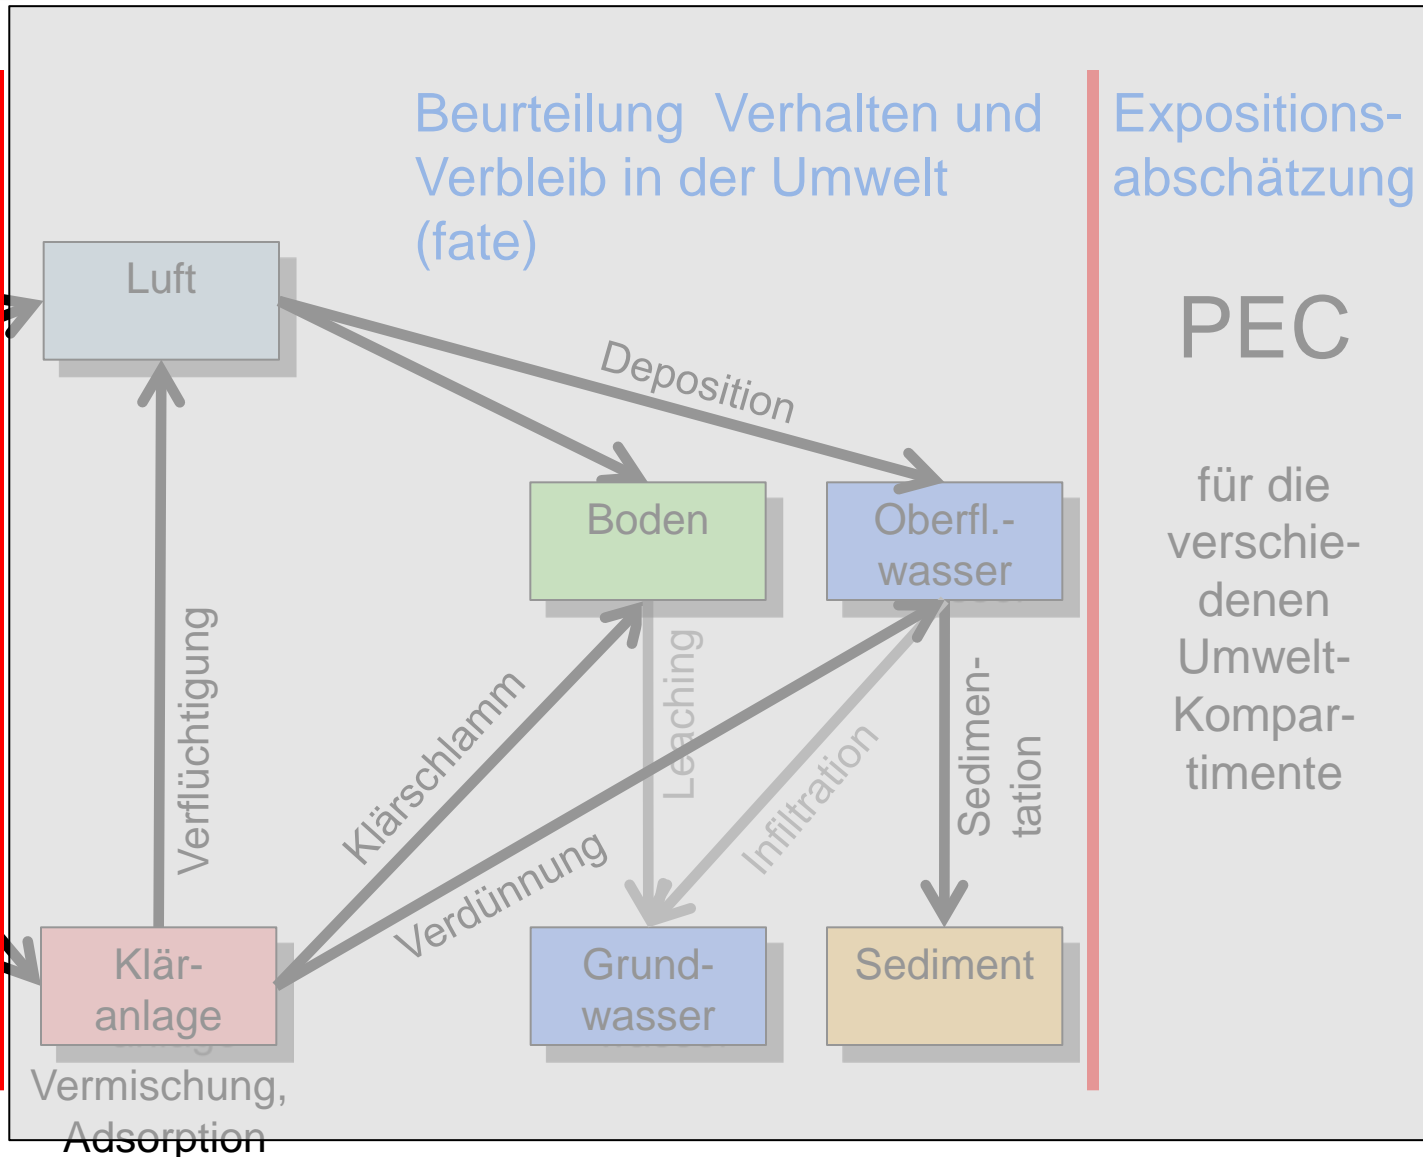 Beurteilung  Verhalten und
Verbleib in der Umwelt
(fate)
Expositions-
abschätzung
Luft
PEC
Deposition
für die
verschie-
denen
Umwelt-
Kompar-
timente
Boden
Oberfl.-
wasser
Verflüchtigung
Klärschlamm
Leaching
Verdünnung
Infiltration
Sedimen-
tation
Klär-
anlage
Grund-
wasser
Sediment
Vermischung,
Adsorption